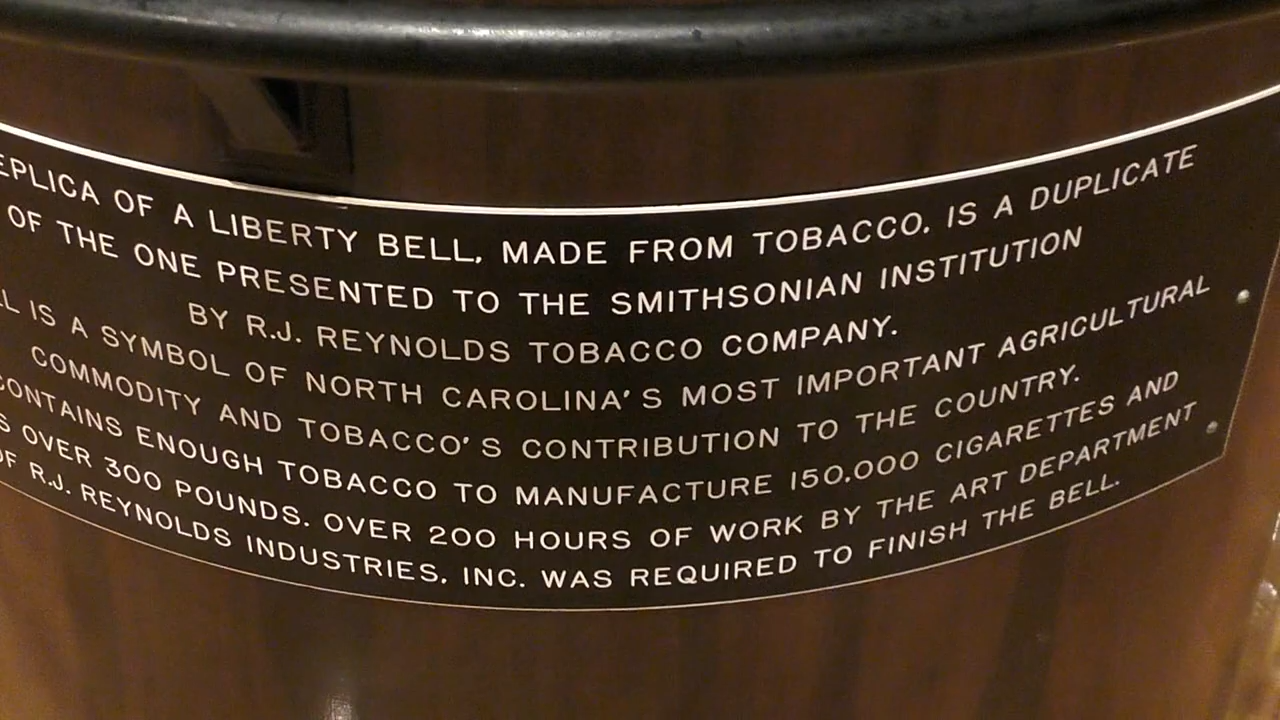 EPLICA OF A LIBERTY BELL, MADE FROM TOBACCO, IS A DUPLICATE
OF THE ONE PRESENTED TO THE SMITHSONIAN INSTITUTION
BY R.J. REYNOLDS TOBACCO COMPANY.
LL IS A SYMBOL OF NORTH CAROLINA'S MOST IMPORTANT AGRICULTURAL
COMMODITY AND TOBACCO'S CONTRIBUTION TO THE COUNTRY.
CONTAINS ENOUGH TOBACCO TO MANUFACTURE 150,000 CIGARETTES AND
S OVER 300 POUNDS. OVER 200 HOURS OF WORK BY THE ART DEPARTMENT
OF R.J. REYNOLDS INDUSTRIES, INC. WAS REQUIRED TO FINISH THE BELL.